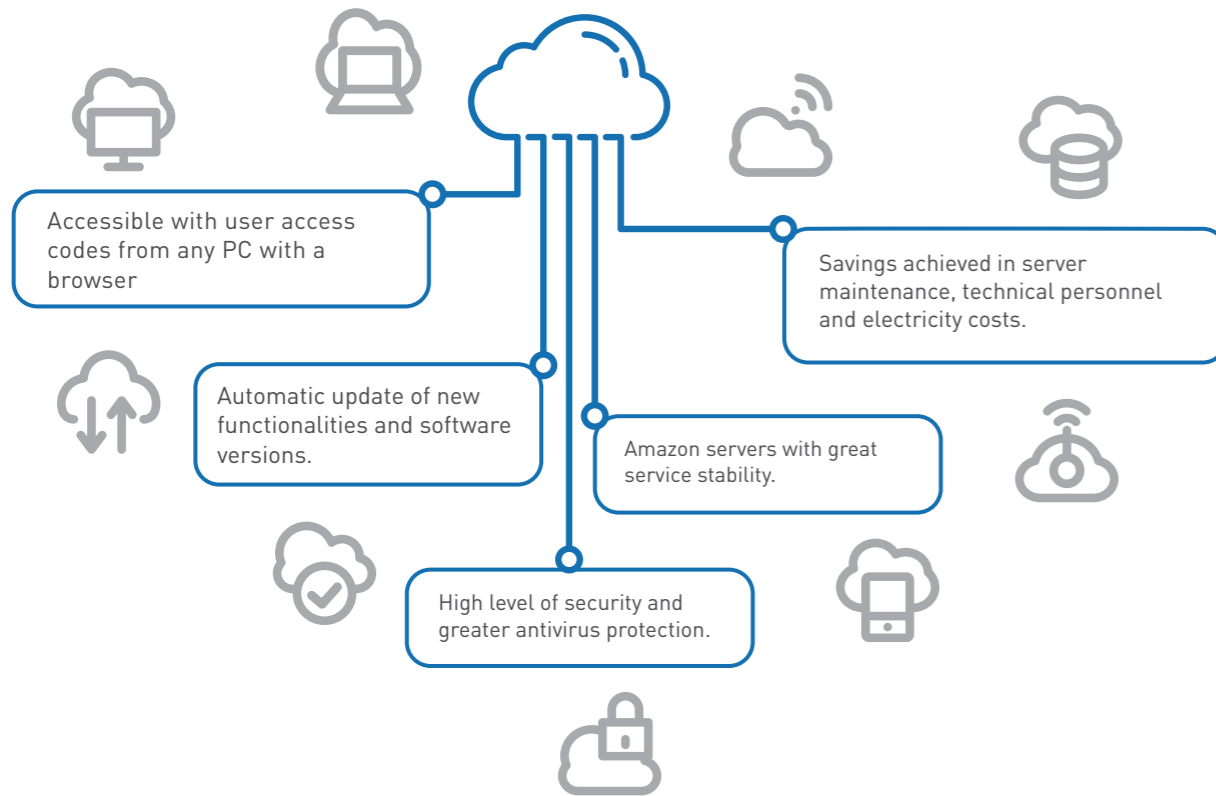 Accessible with user access
codes from any PC with a
browser
Savings achieved in server
maintenance, technical personnel
and electricity costs.
Automatic update of new
functionalities and software
versions.
Amazon servers with great
service stability.
High level of security and
greater antivirus protection.